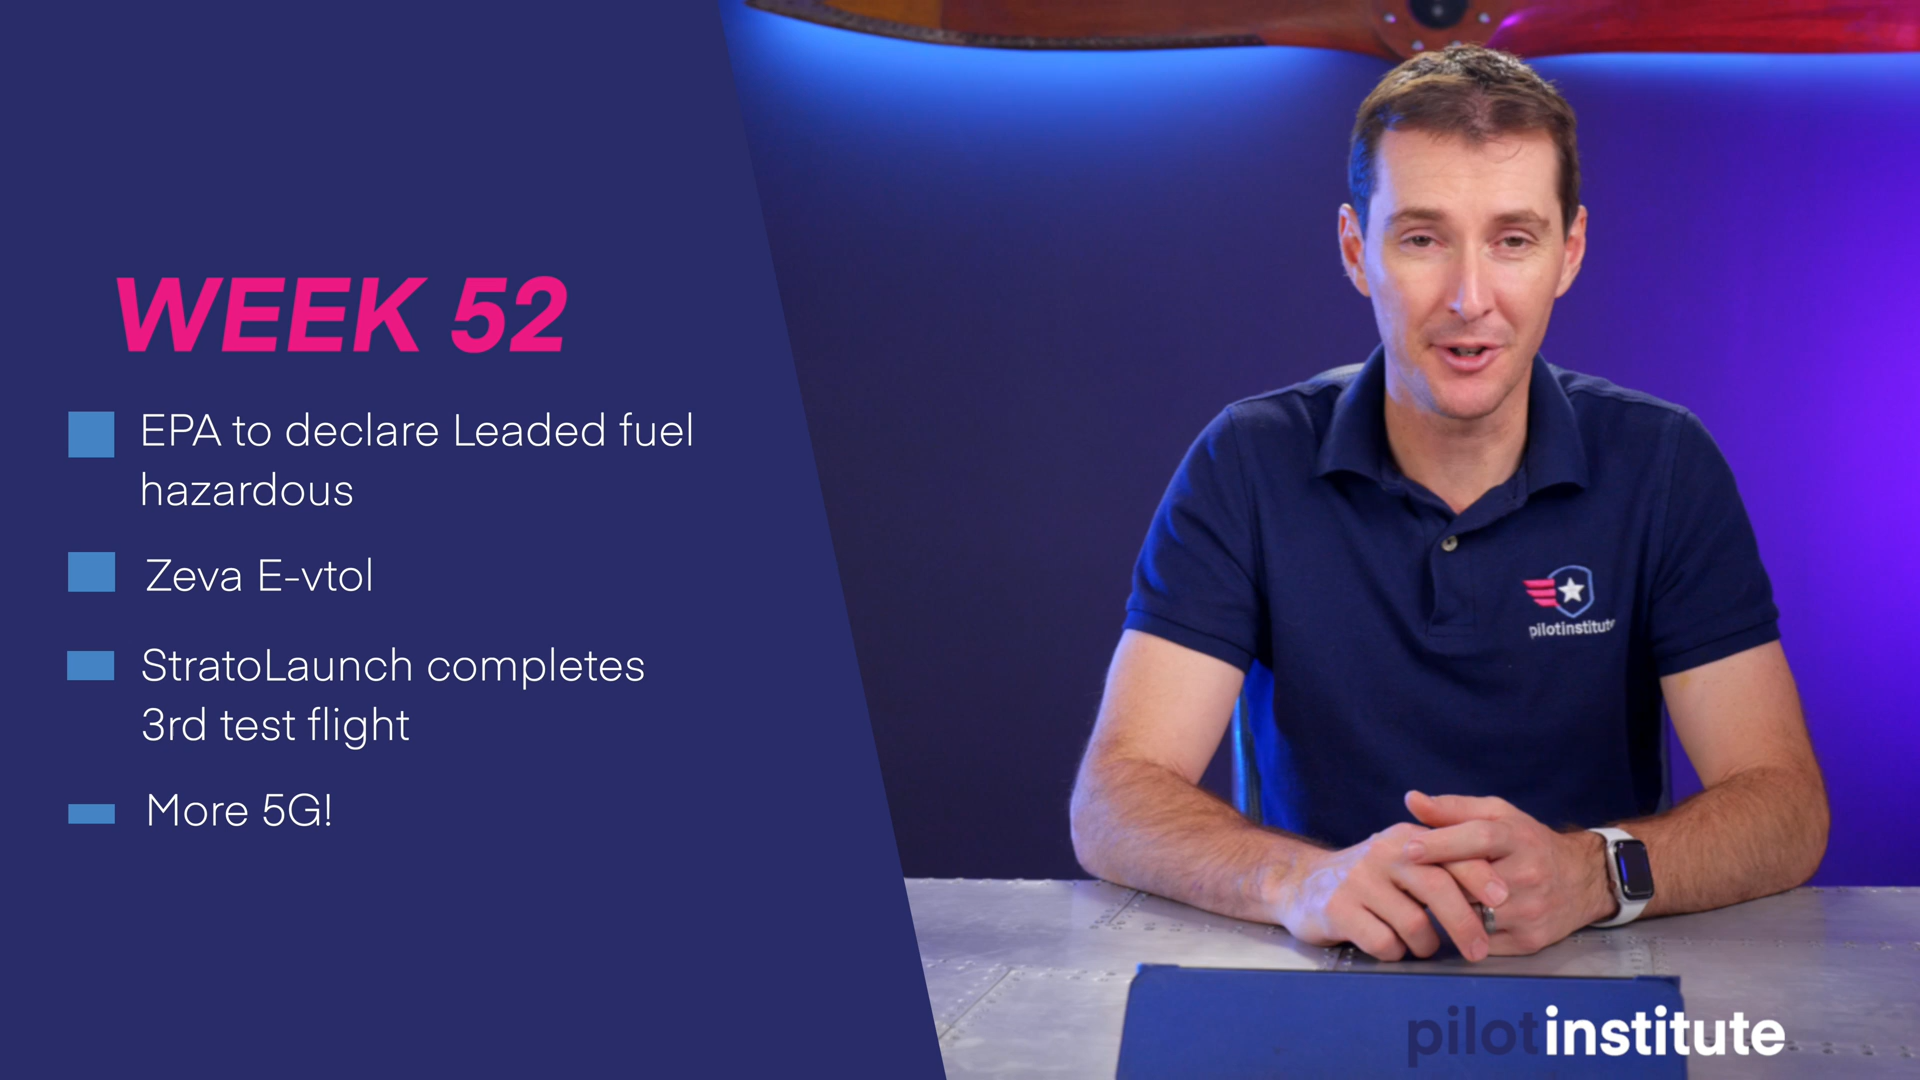 WEEK 52
EPA to declare Leaded fuel
hazardous
Zeva E-vtol
StratoLaunch completes
3rd test flight
More 5G!
pilotinstitute
pilotinstitute